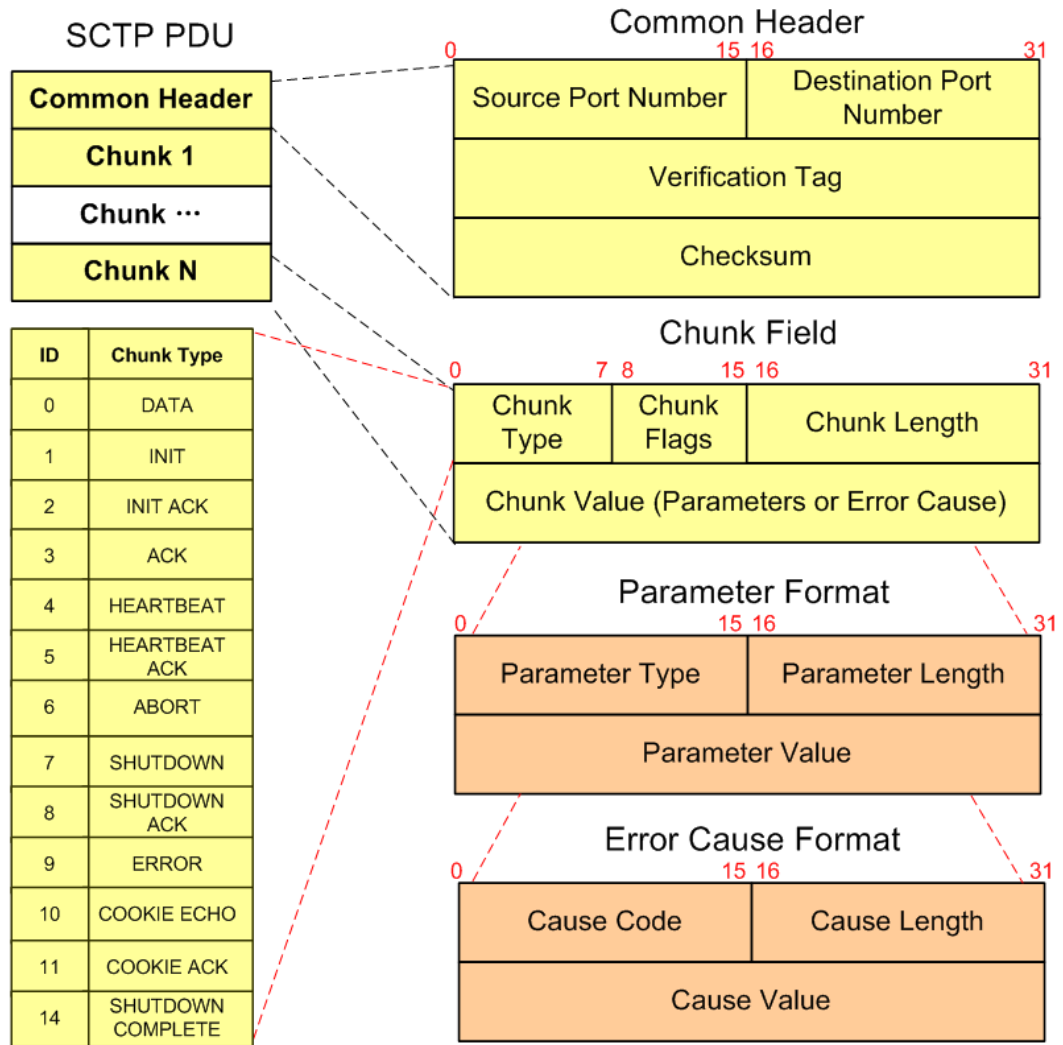 SCTP PDU
Common Header
Chunk 1
Chunk ⋯
Chunk N
Common Header
0 15 16 31
Source Port Number
Destination Port
Number
Verification Tag
Checksum
ID Chunk Type
0 DATA
1 INIT
2 INIT ACK
3 ACK
4 HEARTBEAT
5 HEARTBEAT
ACK
6 ABORT
7 SHUTDOWN
8 SHUTDOWN
ACK
9 ERROR
10 COOKIE ECHO
11 COOKIE ACK
14 SHUTDOWN
COMPLETE
Chunk Field
0 7 8 15 16 31
Chunk
Type
Chunk
Flags
Chunk Length
Chunk Value (Parameters or Error Cause)
Parameter Format
0 15 16 31
Parameter Type
Parameter Length
Parameter Value
Error Cause Format
0 15 16 31
Cause Code
Cause Length
Cause Value